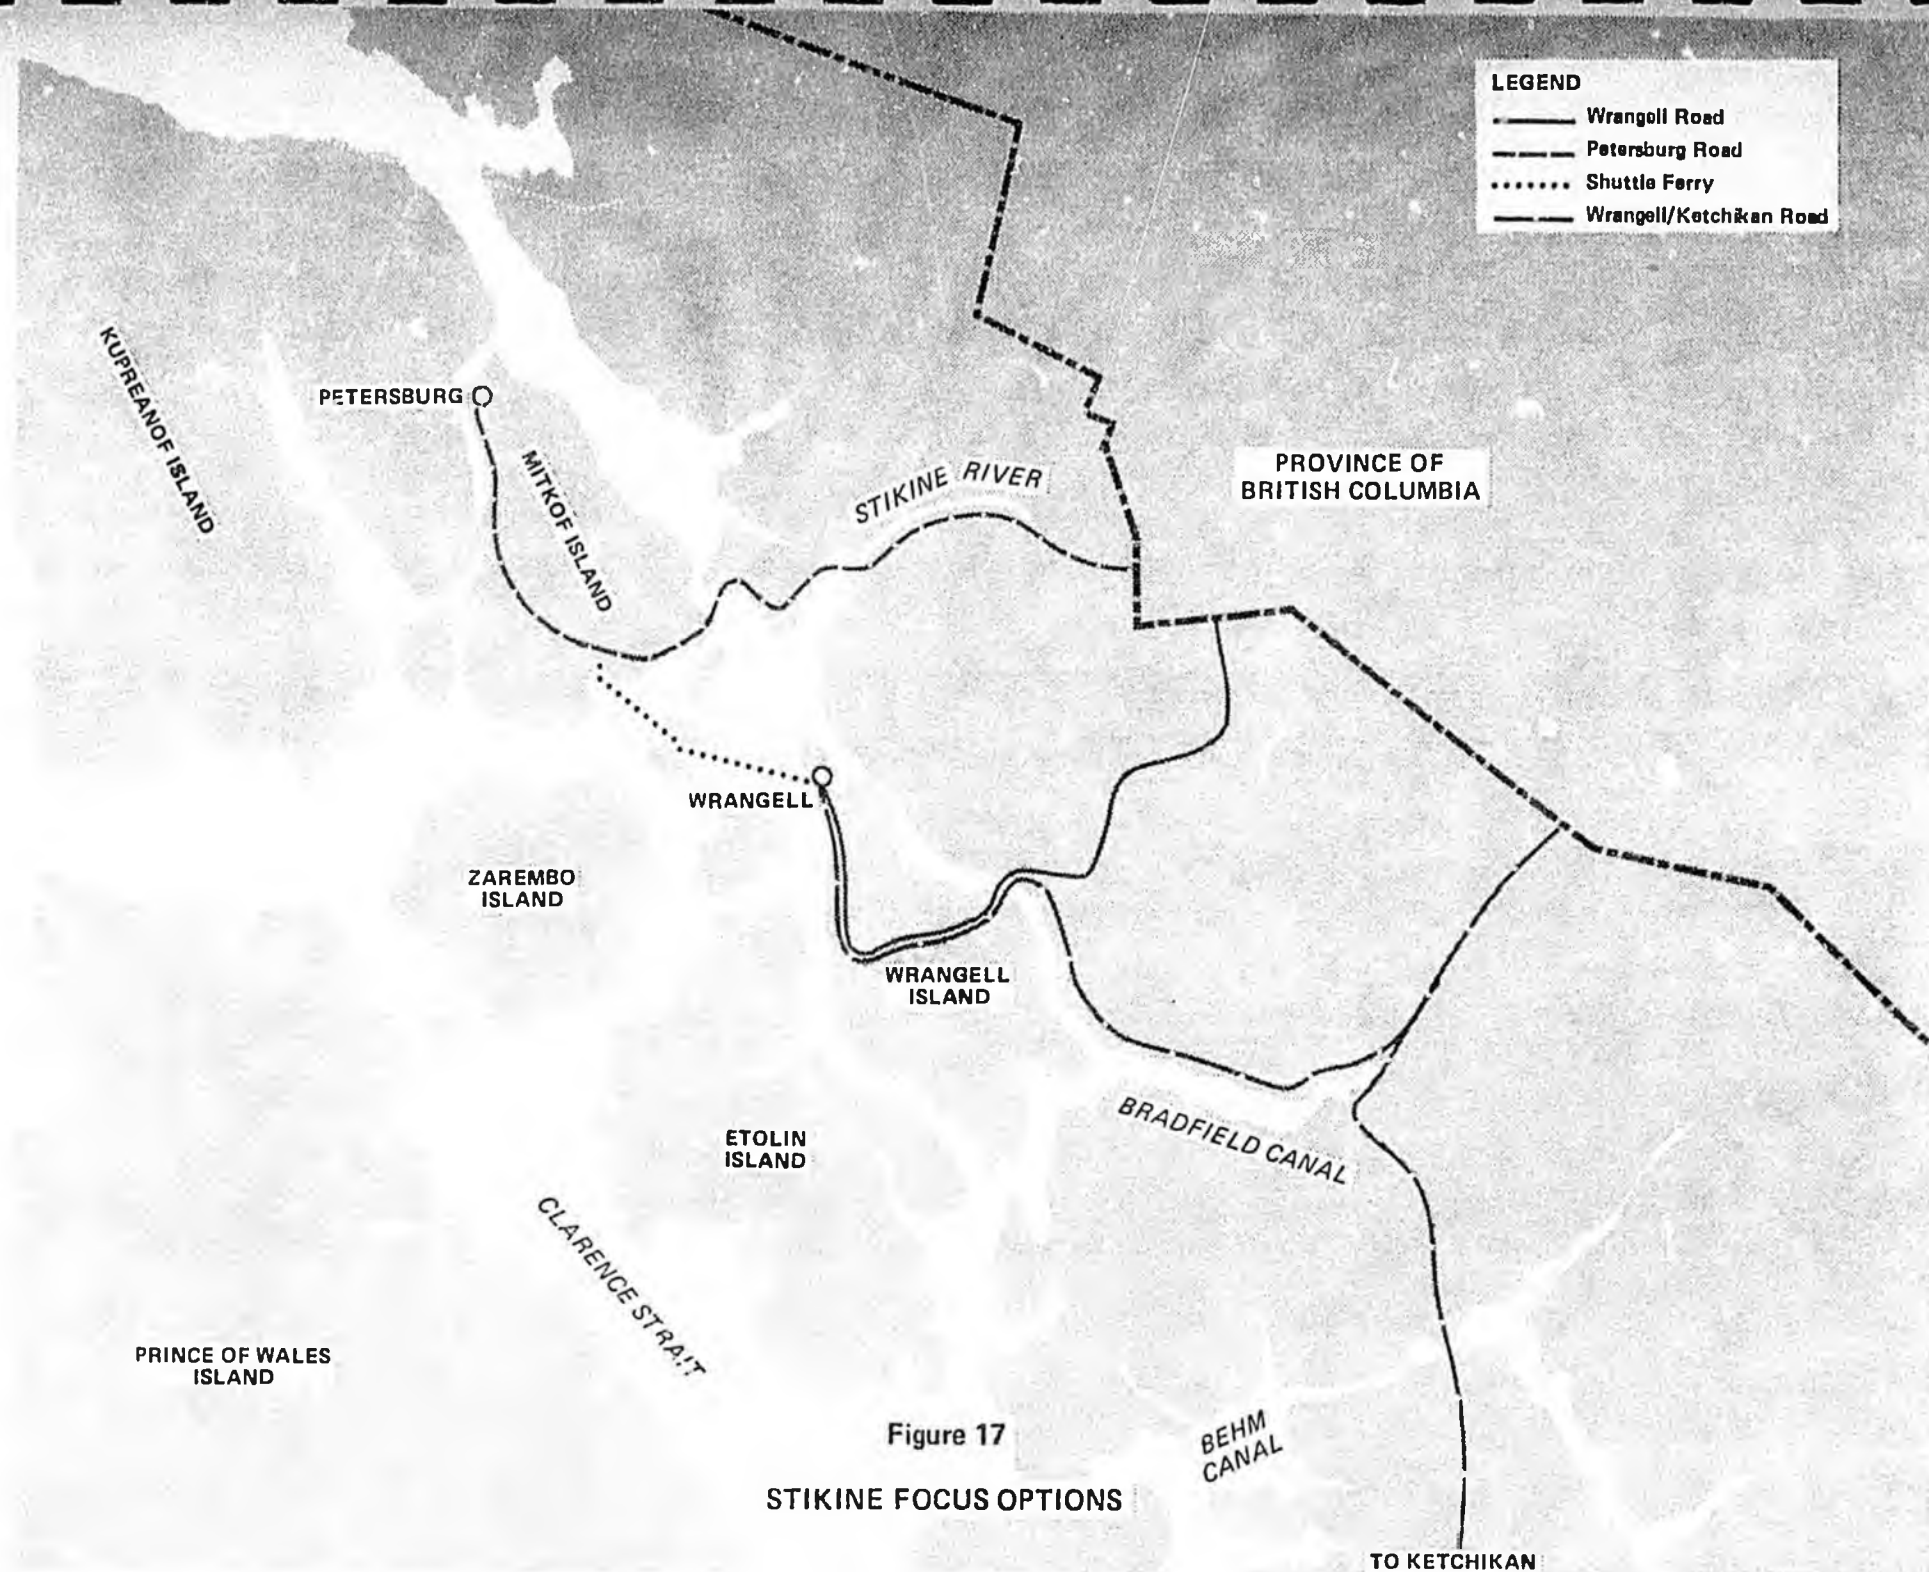 LEGEND
Wrangell Road
Petersburg Road
Shuttle Ferry
Wrangell/Ketchikan Road
KUPREANOF ISLAND
PETERSBURG
MITKOF ISLAND
STIKINE RIVER
PROVINCE OF
BRITISH COLUMBIA
WRANGELL
ZAREMBO
ISLAND
WRANGELL
ISLAND
BRADFIELD CANAL
ETOLIN
ISLAND
CLARENCE STRAIT
PRINCE OF WALES
ISLAND
BEHM
CANAL
Figure 17
STIKINE FOCUS OPTIONS
TO KETCHIKAN